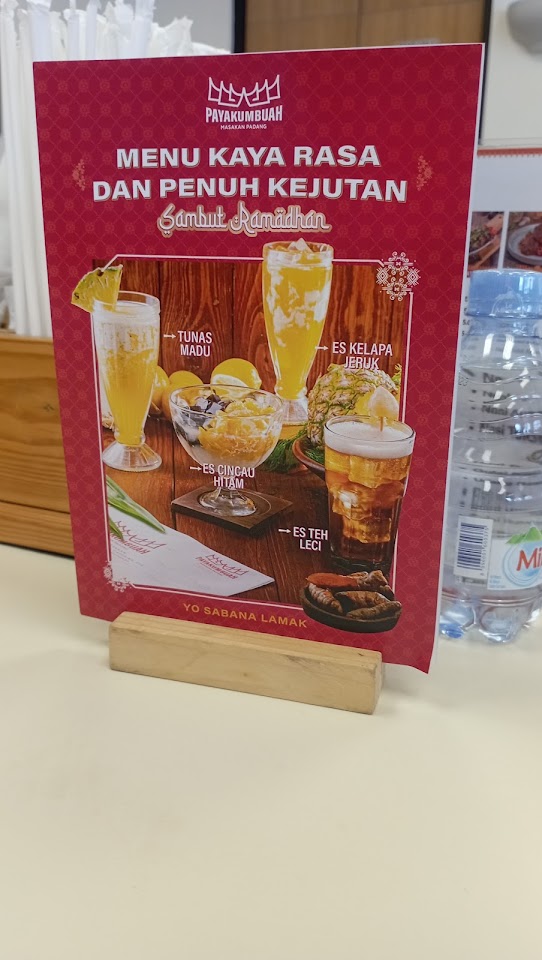 PAYAKUMBUAH
MASAKAN PADANG
MENU KAYA RASA
DAN PENUH KEJUTAN
Sambut Ramadhan
TUNAS
MADU
ES KELAPA
JERUK
ES CINCAU
HITAM
ES TEH
LECI
PAYAKUMBUAH
YO SABANA LAMAK